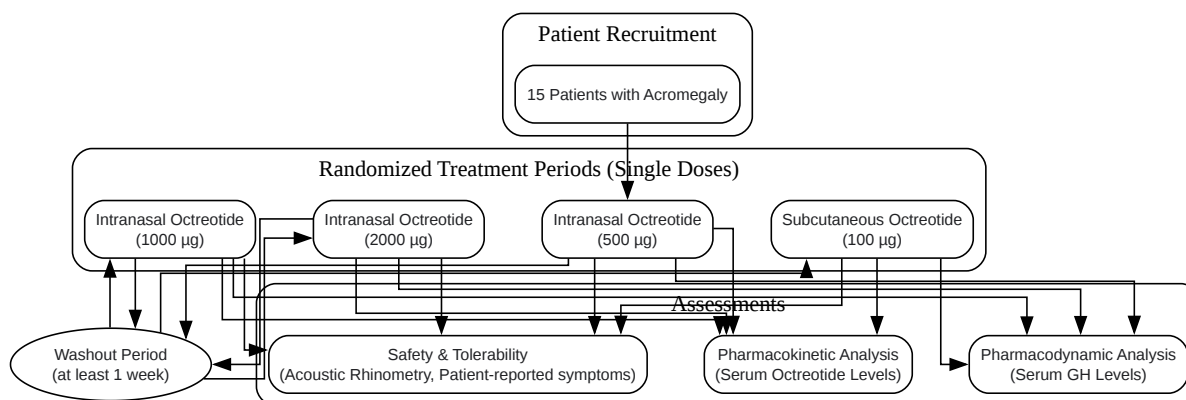 Patient Recruitment
15 Patients with Acromegaly
Randomized Treatment Periods (Single Doses)
Intranasal Octreotide
(1000 µg)
Intranasal Octreotide
(2000 µg)
Intranasal Octreotide
(500 µg)
Subcutaneous Octreotide
(100 µg)
Assessments
Washout Period
(at least 1 week)
Safety & Tolerability
(Acoustic Rhinometry, Patient-reported symptoms)
Pharmacokinetic Analysis
(Serum Octreotide Levels)
Pharmacodynamic Analysis
(Serum GH Levels)